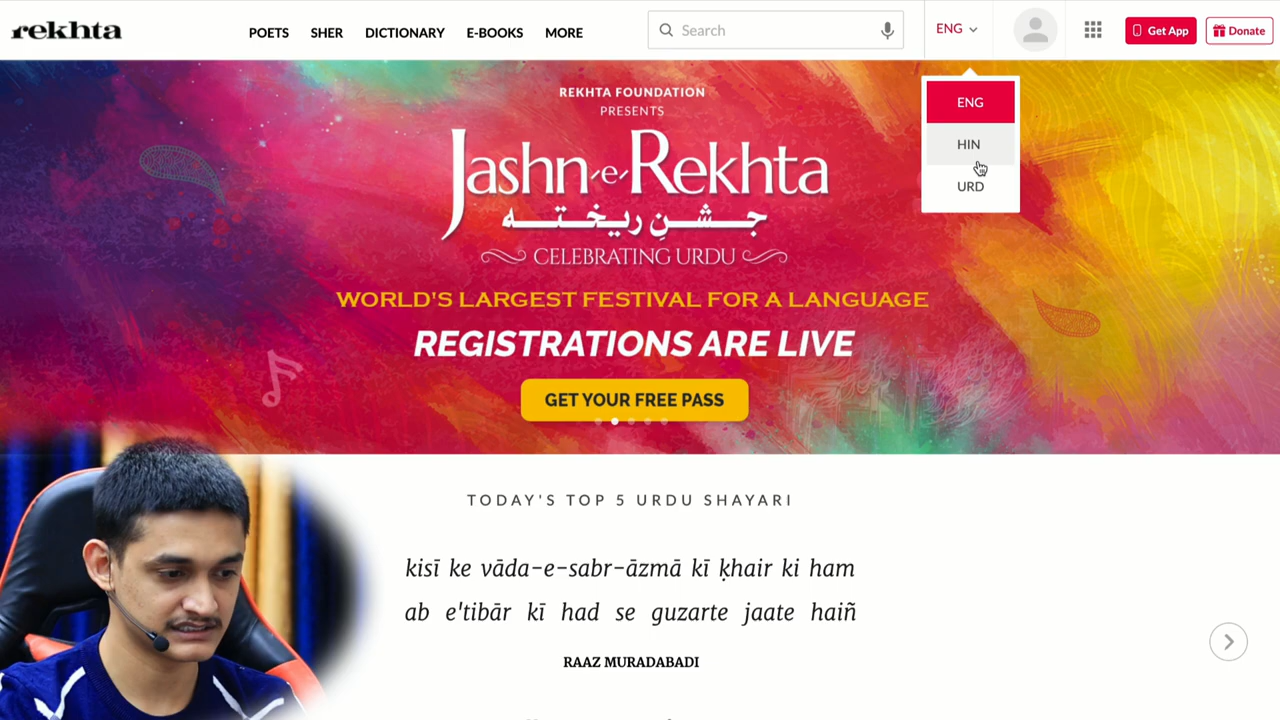 rekhta
POETS SHER DICTIONARY E-BOOKS MORE
Search
ENG
Get App
Donate
ENG
HIN
URD
REKHTA FOUNDATION
PRESENTS
Jashn-e-Rekhta
جشنِ ریختہ
CELEBRATING URDU
WORLD'S LARGEST FESTIVAL FOR A LANGUAGE
REGISTRATIONS ARE LIVE
GET YOUR FREE PASS
TODAY'S TOP 5 URDU SHAYARI
kisī ke vāda-e-sabr-āzmā kī ḳhair ki ham
ab e'tibār kī had se guzarte jaate haiñ
RAAZ MURADABADI